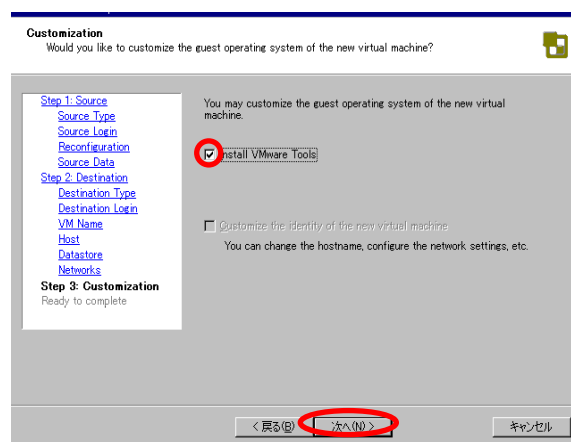 Customization
Would you like to customize the guest operating system of the new virtual machine?
Step 1: Source
Source Type
Source Login
Reconfiguration
Source Data
Step 2: Destination
Destination Type
Destination Login
VM Name
Host
Datastore
Networks
Step 3: Customization
Ready to complete
You may customize the guest operating system of the new virtual
machine.
Install VMware Tools
Customize the identity of the new virtual machine
You can change the hostname, configure the network settings, etc.
< 戻る(B)
次へ(N) >
キャンセル